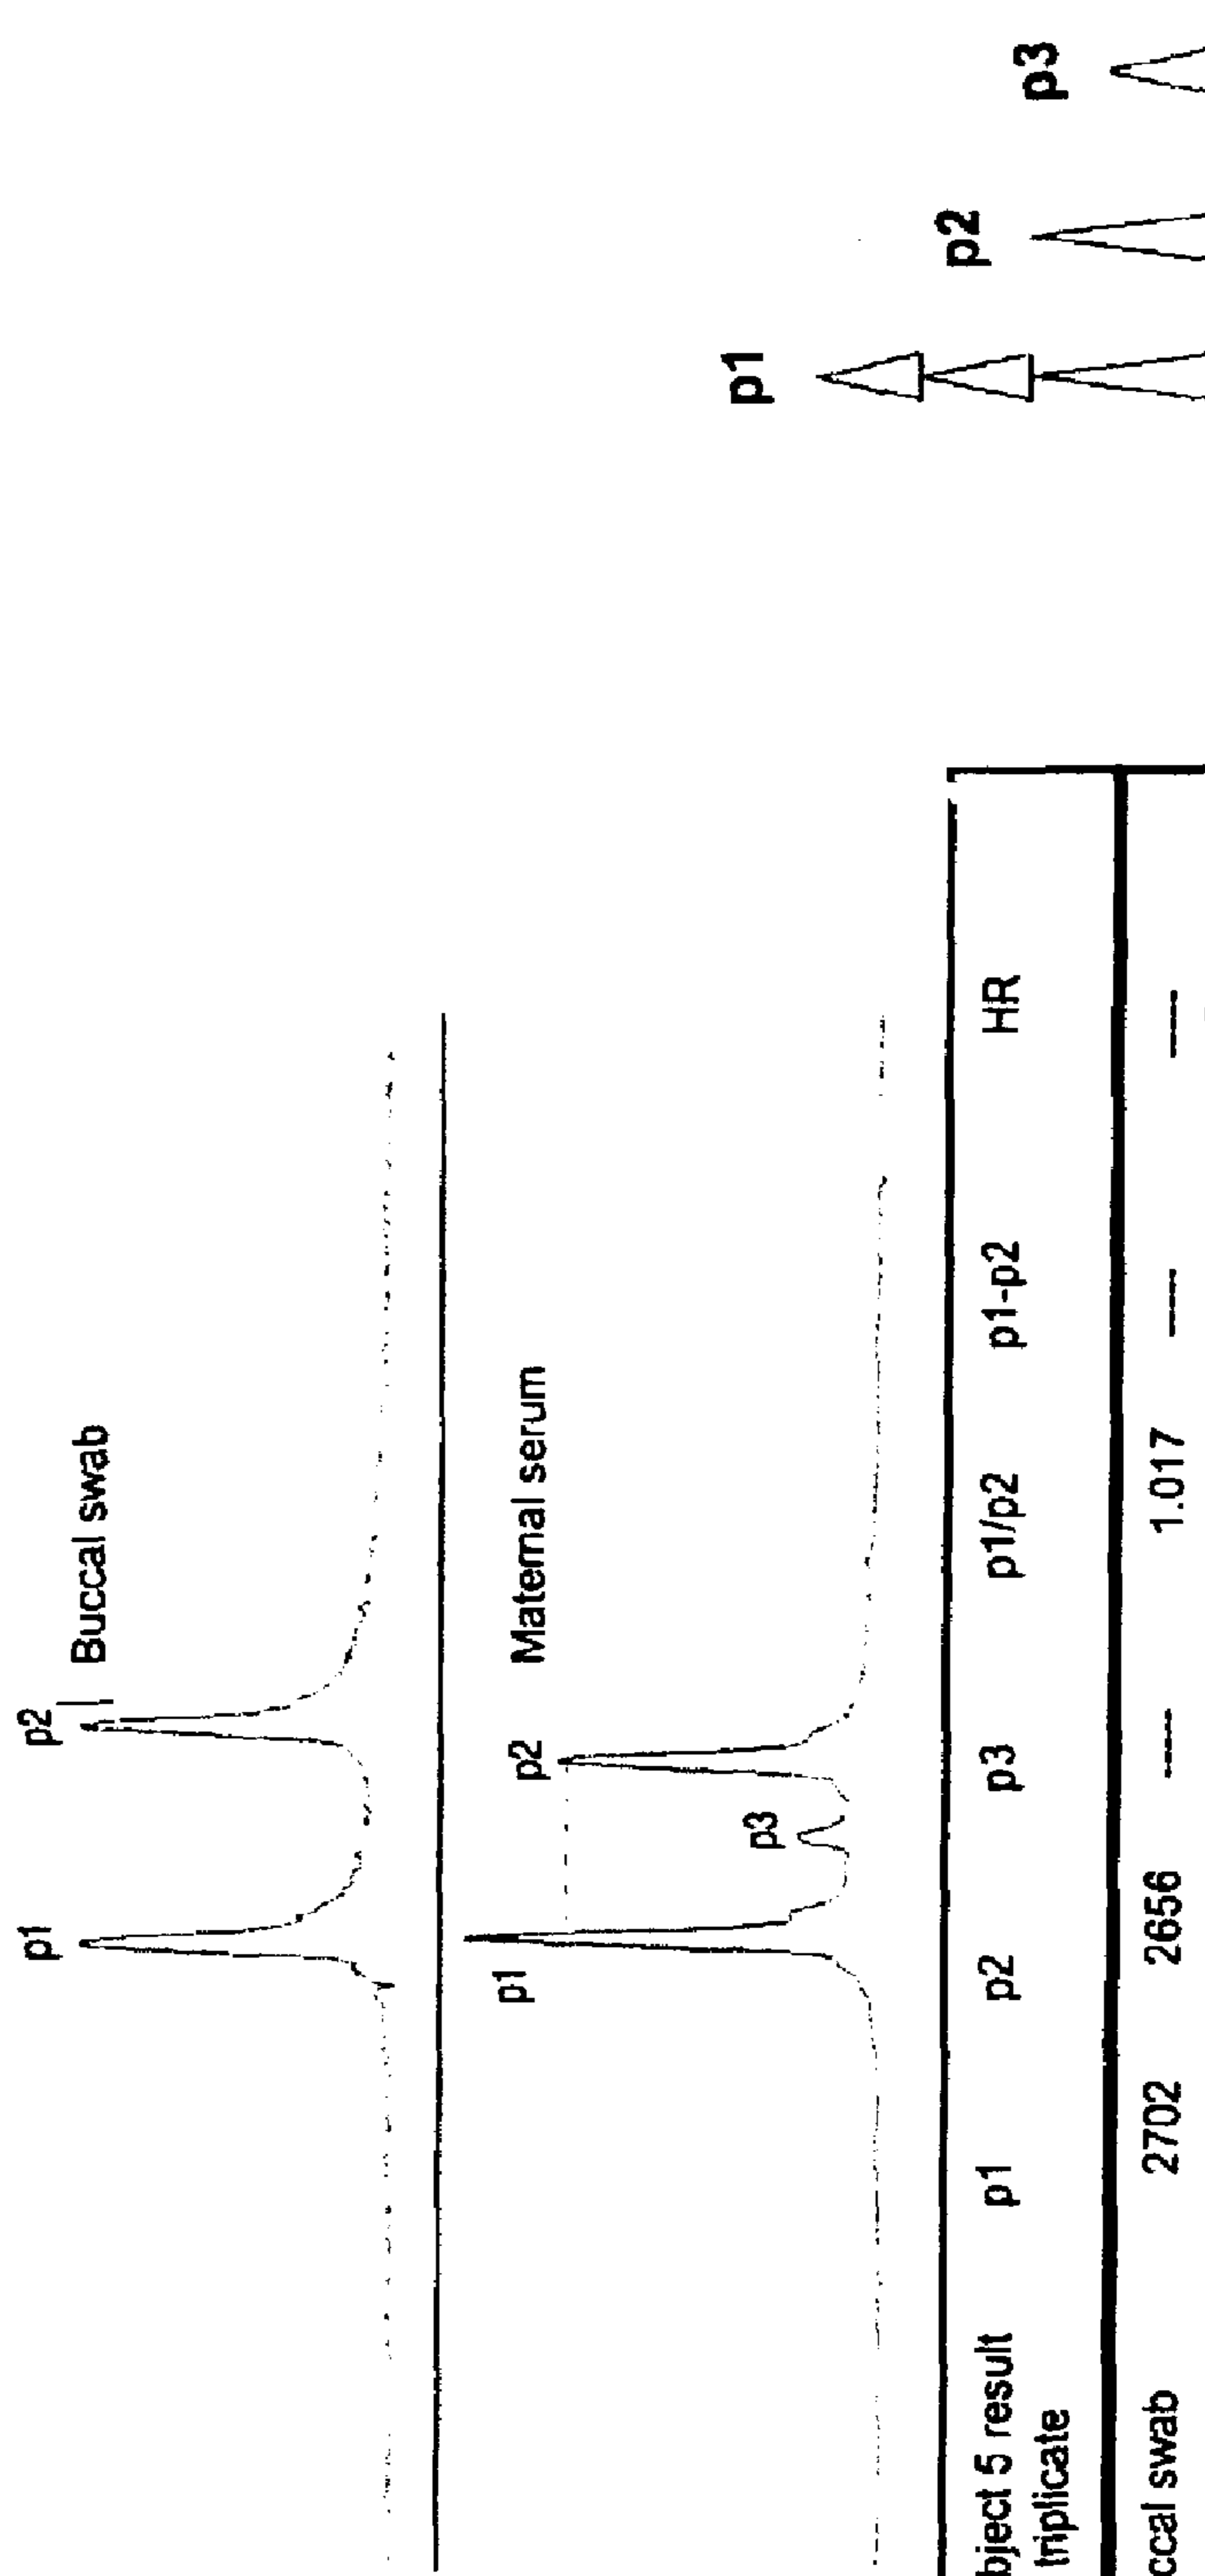 p1
p2
Buccal swab
p1
p3
p2
Maternal serum
p1
p2
p3
bject 5 result p1 p2 p3 p1/p2 p1-p2 HR
triplicate
ccal swab 2702 2656 ---- 1.017 ---- ----